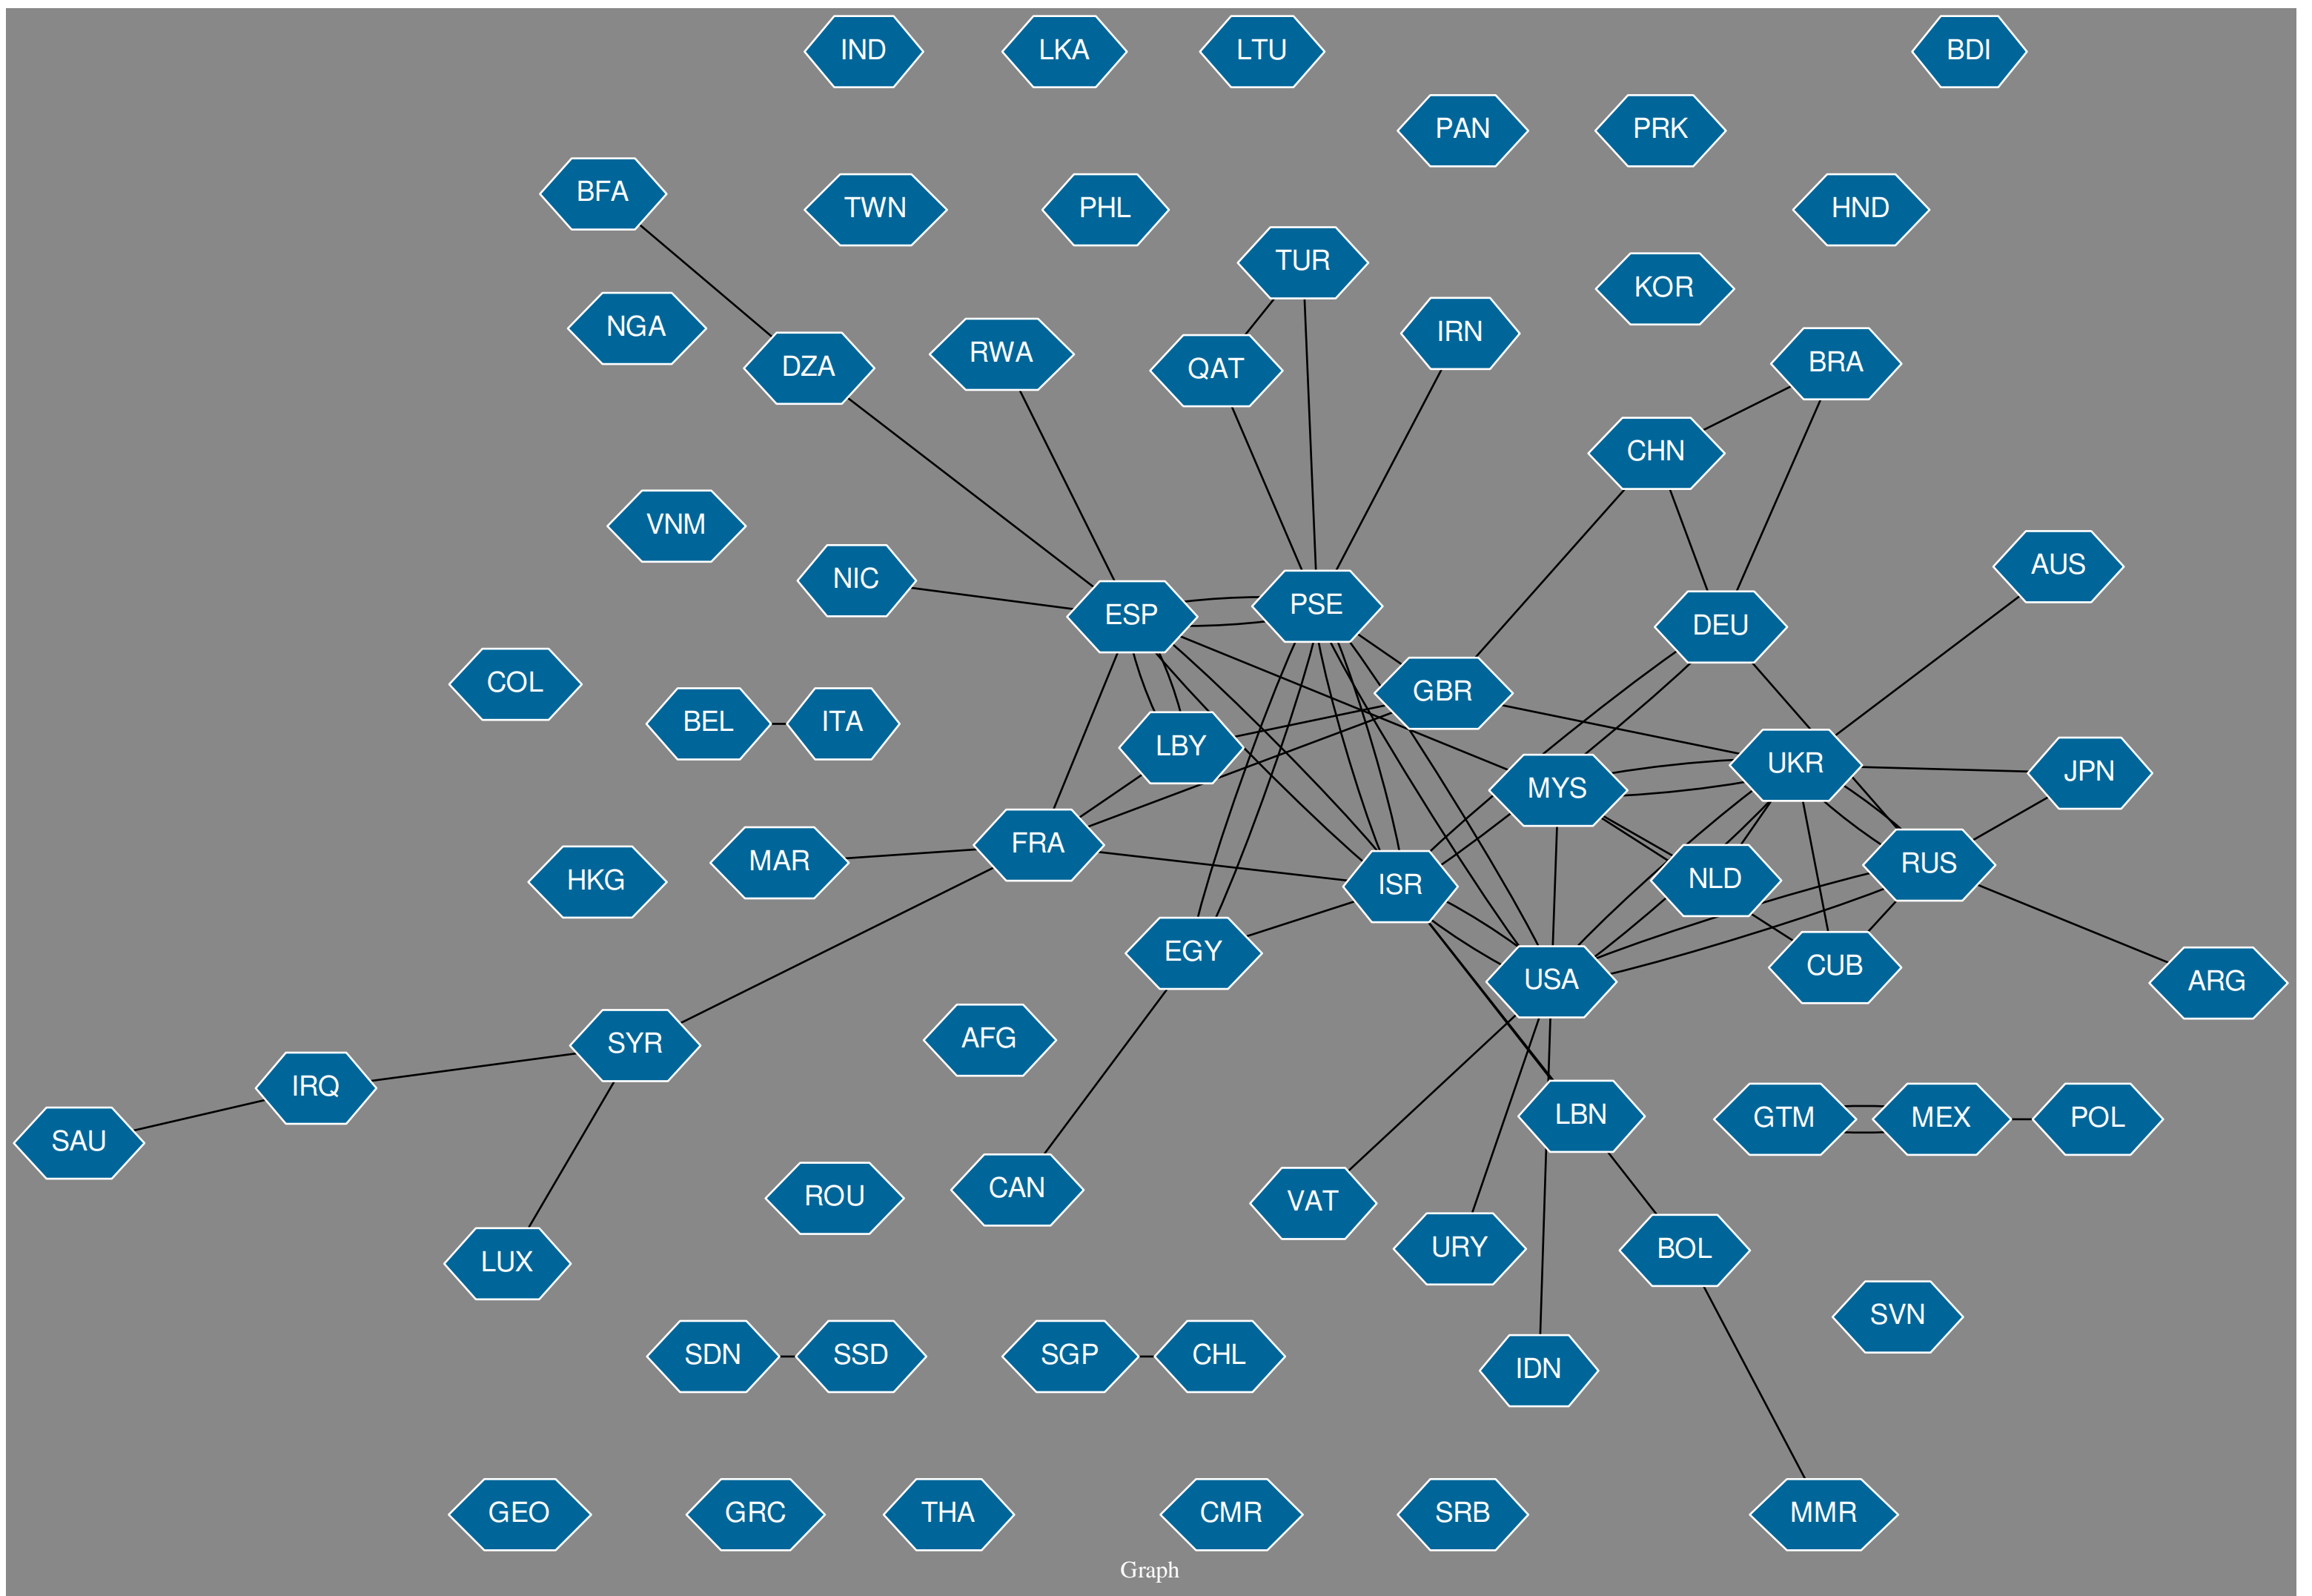 IND
LKA
LTU
BDI
PAN
PRK
BFA
TWN
PHL
HND
TUR
KOR
NGA
IRN
DZA
RWA
QAT
BRA
CHN
VNM
AUS
NIC
ESP
PSE
DEU
COL
GBR
BEL
ITA
LBY
UKR
JPN
MYS
FRA
MAR
RUS
HKG
ISR
NLD
EGY
CUB
USA
ARG
AFG
SYR
IRQ
LBN
GTM
MEX
POL
SAU
ROU
CAN
VAT
URY
BOL
LUX
SVN
SDN
SSD
SGP
CHL
IDN
GEO
GRC
THA
CMR
SRB
MMR
Graph